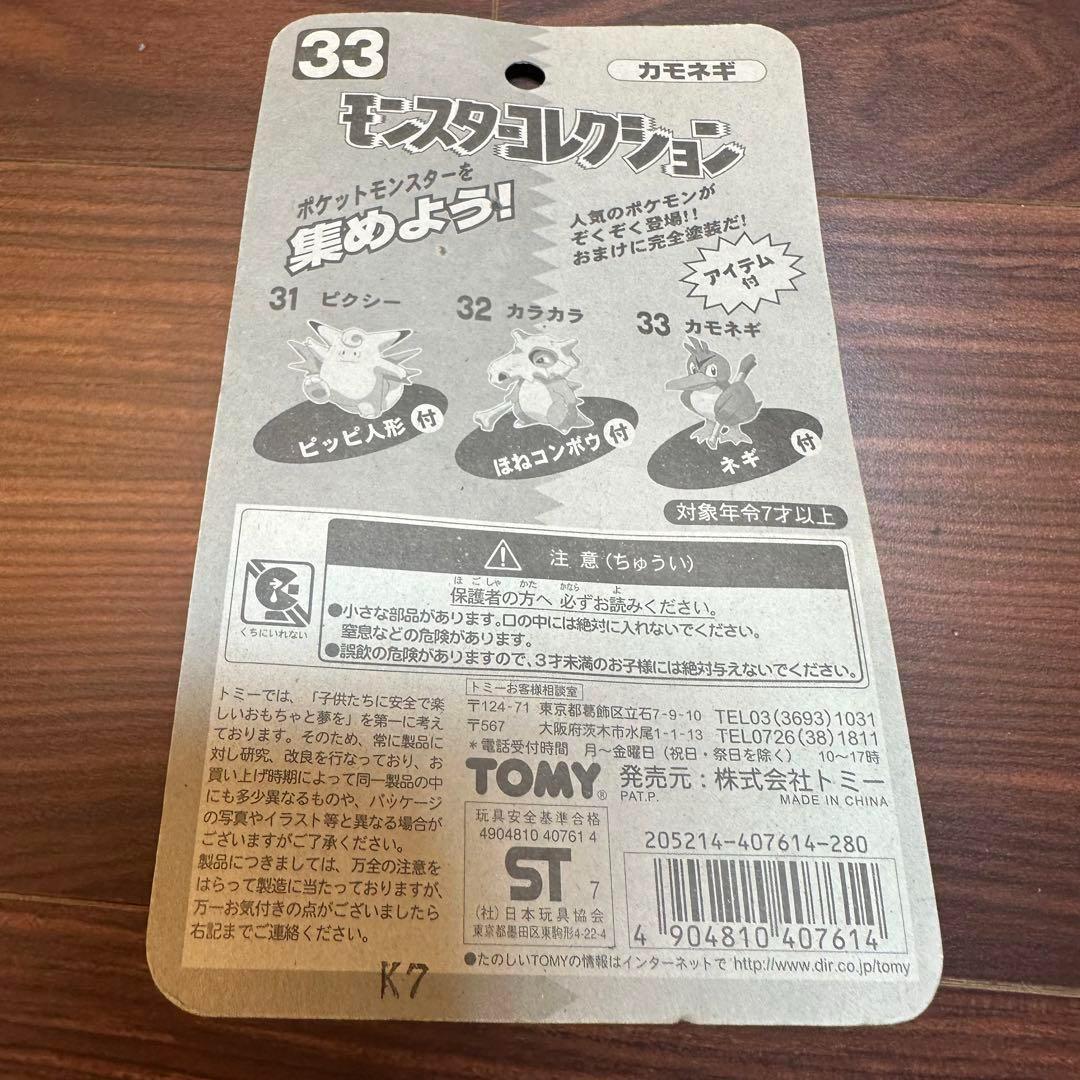 33
カモネギ
モンスターコレクション
ポケットモンスターを
集めよう!
人気のポケモンが
ぞくぞく登場!!
おまけに完全塗装だ!
アイテム
付
31 ピクシー
32 カラカラ
33 カモネギ
ピッピ人形 付
ほねコンボウ 付
ネギ 付
対象年令7才以上
注意(ちゅうい)
ほごしゃ かた かなら よ
保護者の方へ 必ずお読みください。
●小さな部品があります。口の中には絶対に入れないでください。
窒息などの危険があります。
●誤飲の危険がありますので、3才未満のお子様には絶対与えないでください。
くちにいれない
トミーでは、「子供たちに安全で楽
しいおもちゃと夢を」を第一に考え
ております。そのため、常に製品に
対し研究、改良を行なっており、お
買い上げ時期によって同一製品の中
にも多少異なるものや、パッケージ
の写真やイラスト等と異なる場合が
ございますがご了承ください。
製品につきましては、万全の注意を
はらって製造に当たっておりますが、
万一お気付きの点がございましたら
右記までご連絡ください。
トミーお客様相談室
〒124-71 東京都葛飾区立石7-9-10 TEL03(3693)1031
〒567 大阪府茨木市水尾1-1-13 TEL0726(38)1811
*電話受付時間 月~金曜日(祝日・祭日を除く) 10~17時
TOMY® 発売元:株式会社トミー
PAT.P. MADE IN CHINA
玩具安全基準合格
4904810 40761 4
ST 7
(社)日本玩具協会
東京都墨田区東駒形4-22-4
205214-407614-280
4 904810 407614
●たのしいTOMYの情報はインターネットで http://www.dir.co.jp/tomy
K7